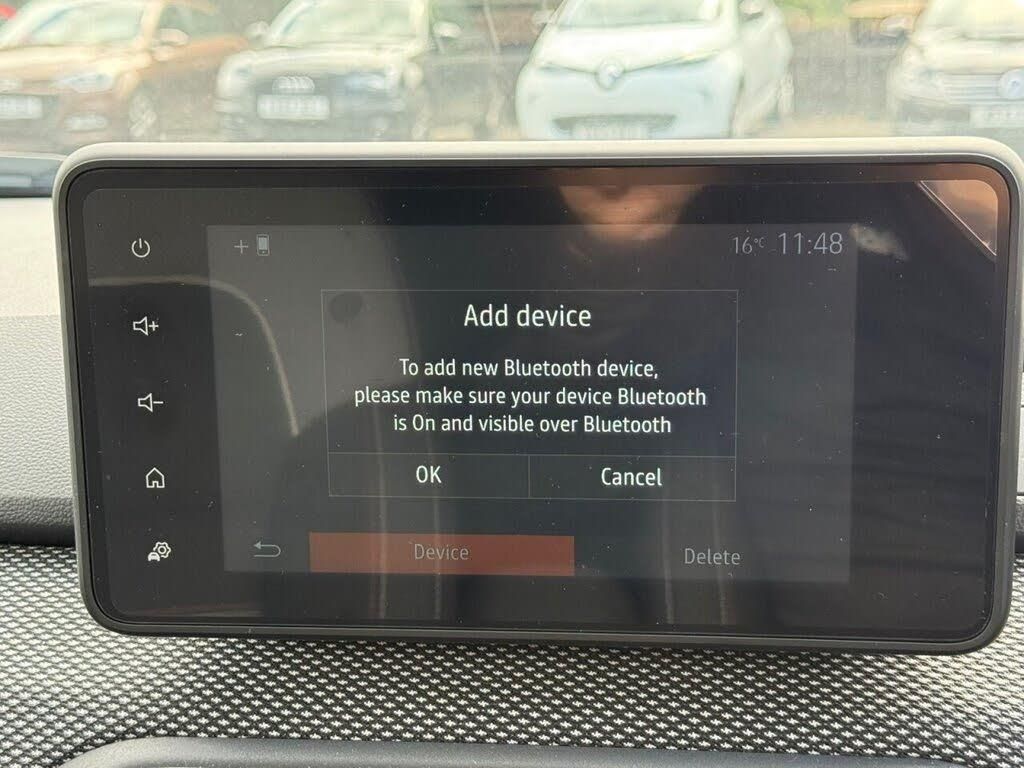 16°C 11:48
Add device
To add new Bluetooth device,
please make sure your device Bluetooth
is On and visible over Bluetooth
OK Cancel
Device Delete